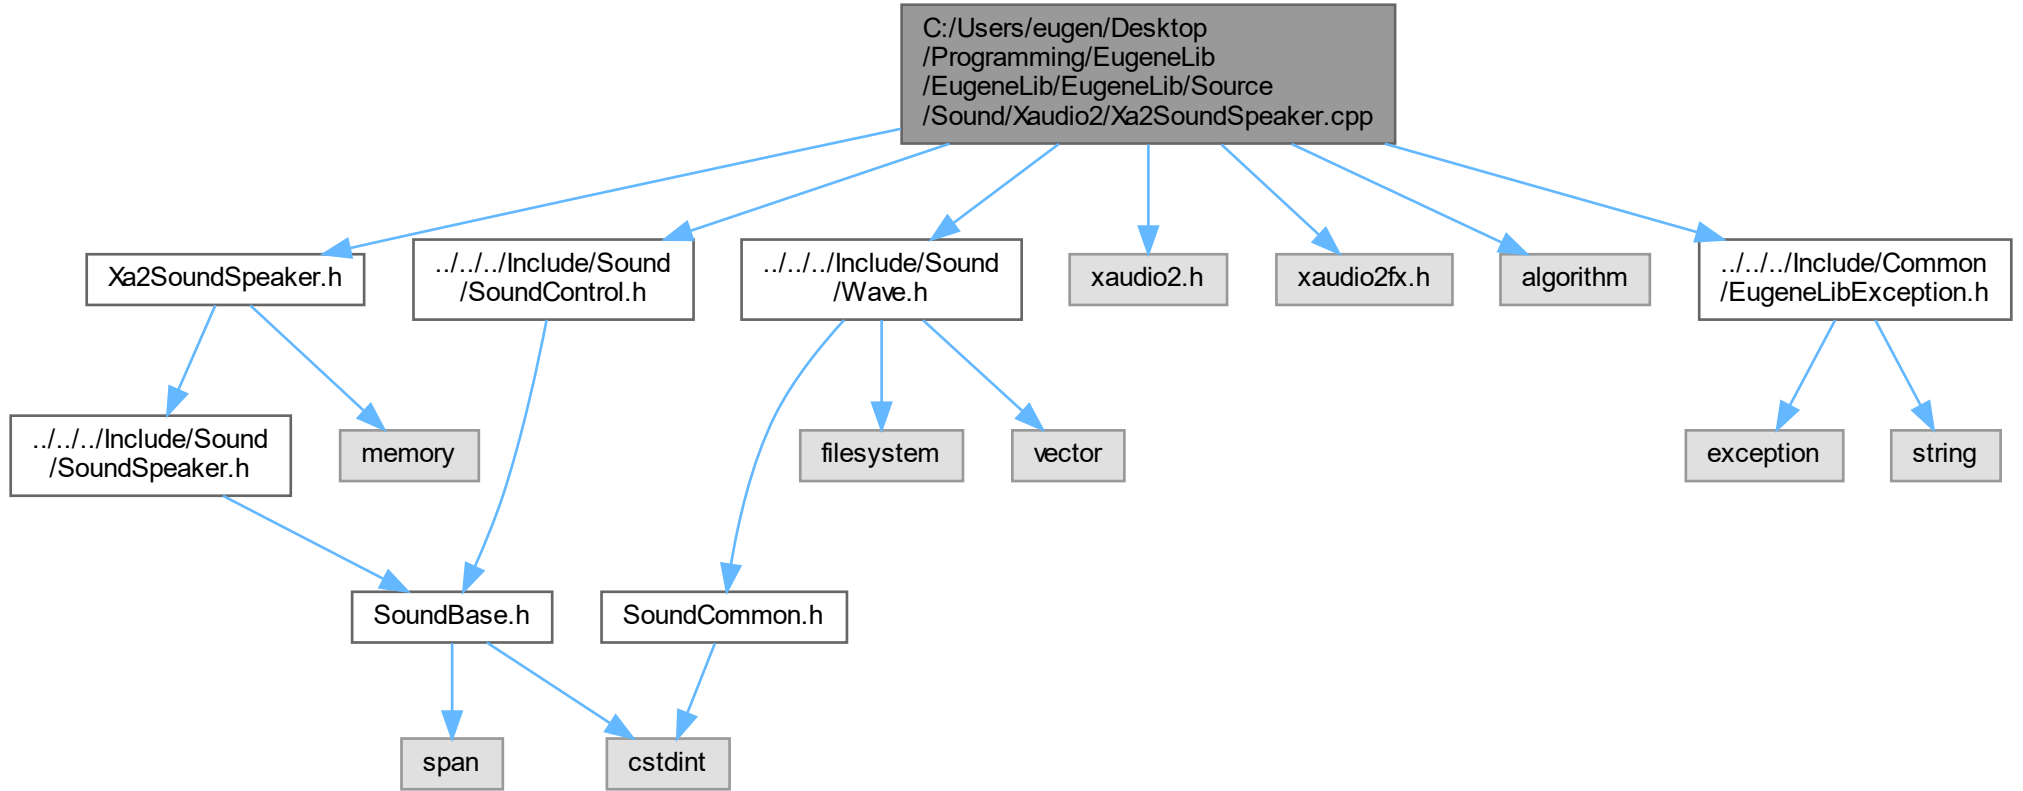 C:/Users/eugen/Desktop
/Programming/EugeneLib
/EugeneLib/EugeneLib/Source
/Sound/Xaudio2/Xa2SoundSpeaker.cpp
Xa2SoundSpeaker.h
../../../Include/Sound
/SoundControl.h
../../../Include/Sound
/Wave.h
xaudio2.h
xaudio2fx.h
algorithm
../../../Include/Common
/EugeneLibException.h
../../../Include/Sound
/SoundSpeaker.h
memory
filesystem
vector
exception
string
SoundBase.h
SoundCommon.h
span
cstdint